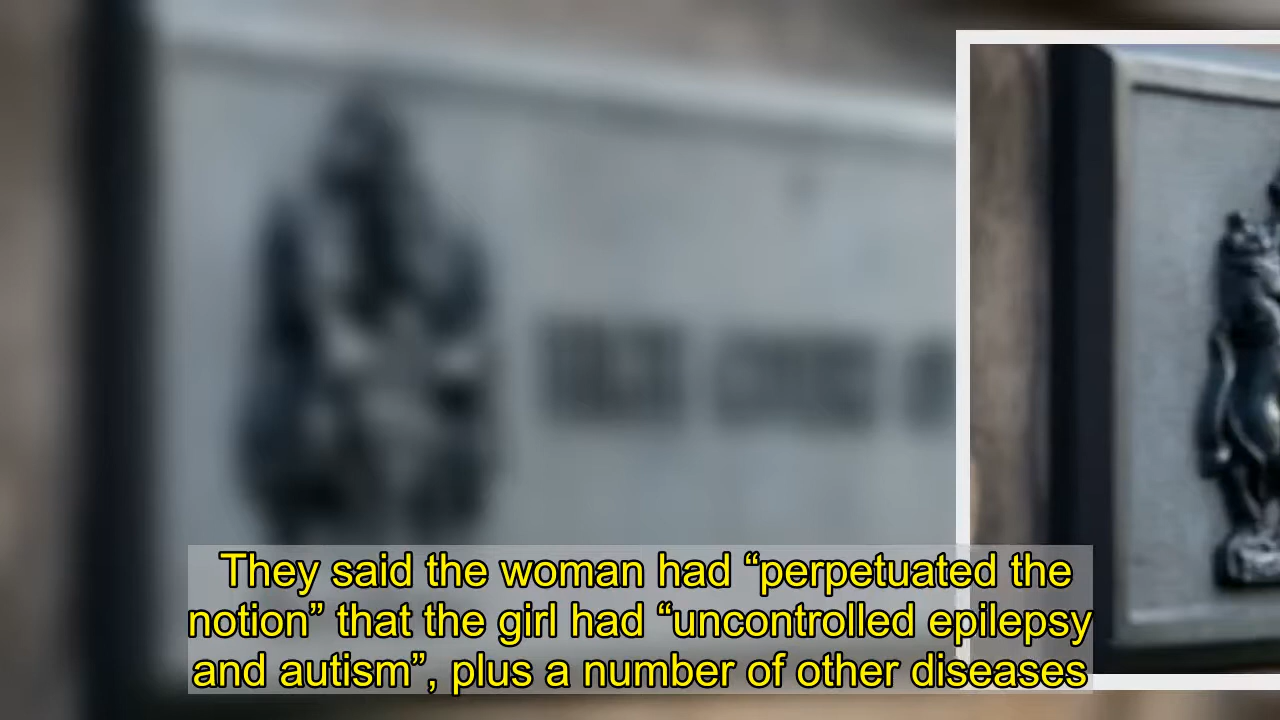 They said the woman had “perpetuated the
notion” that the girl had “uncontrolled epilepsy
and autism”, plus a number of other diseases